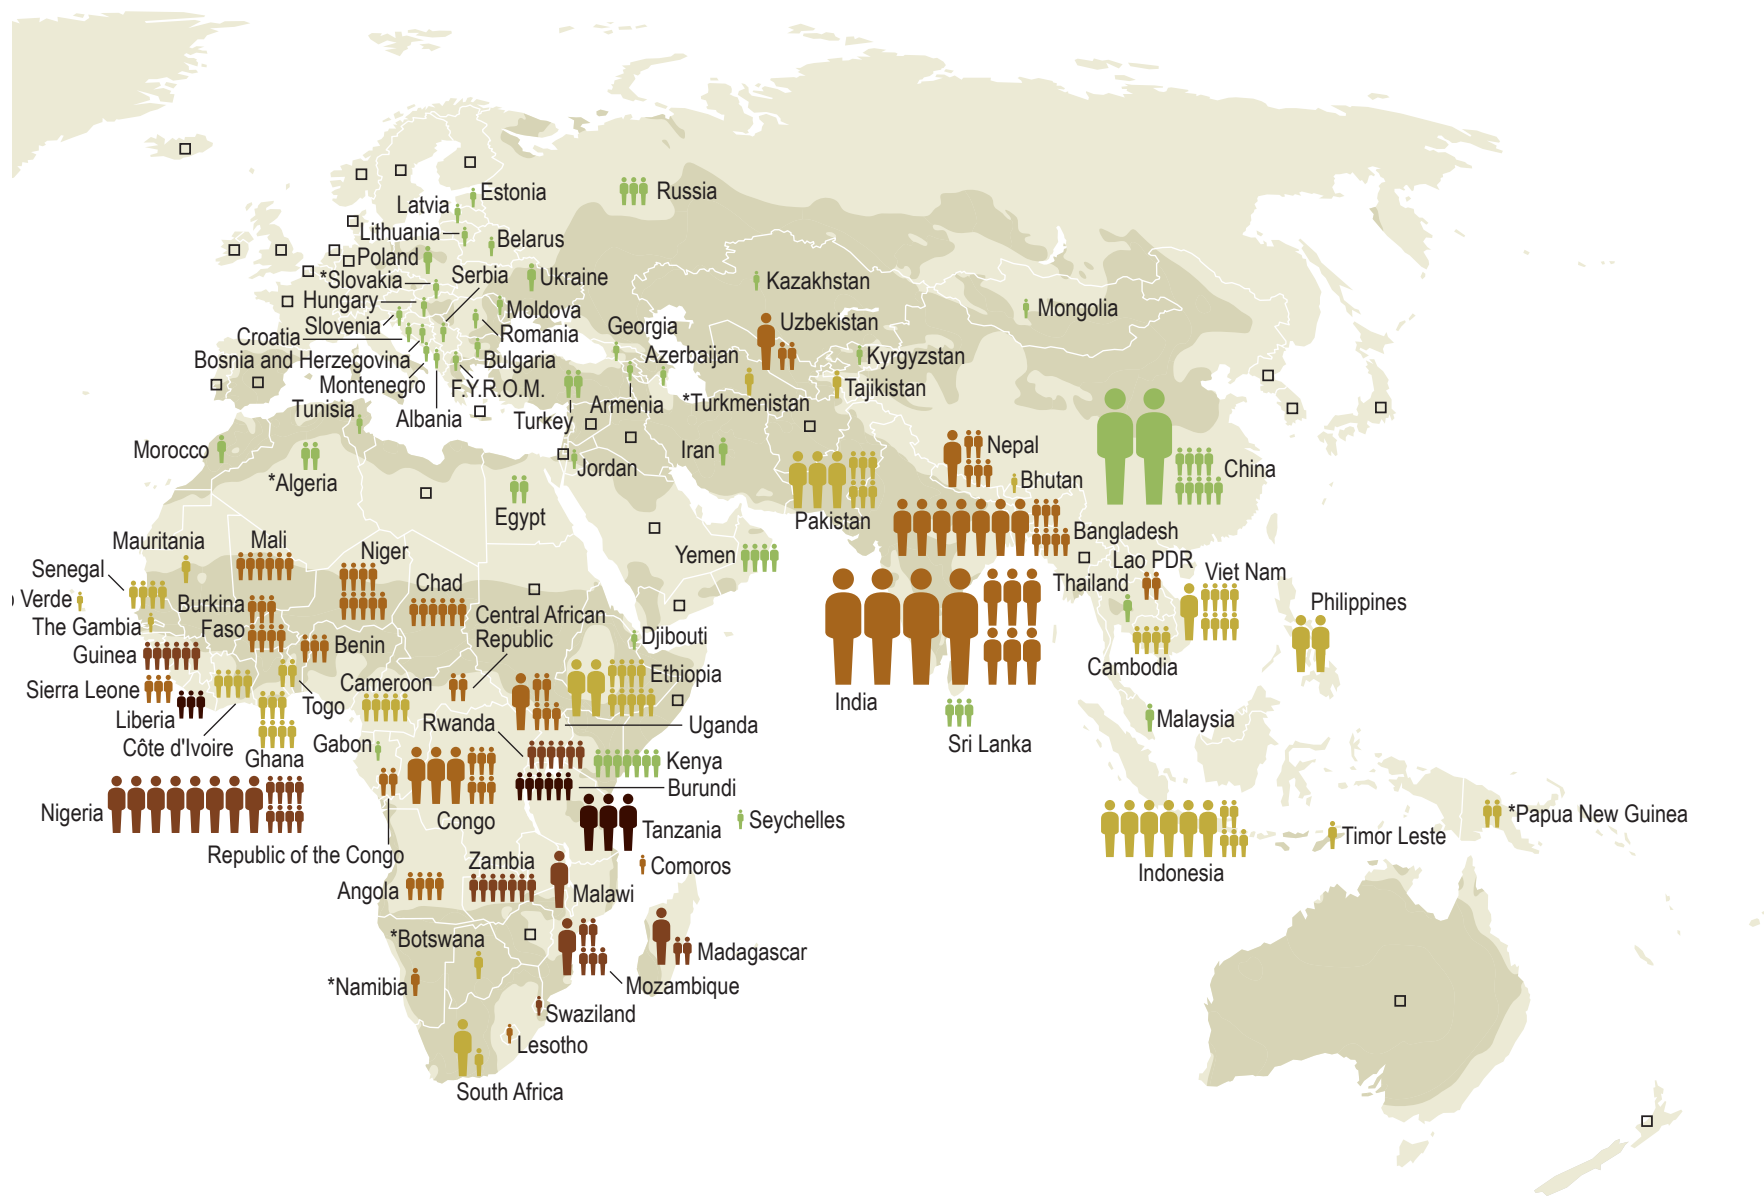 Estonia
Russia
Latvia
Lithuania
Belarus
Poland
*Slovakia
Serbia
Ukraine
Kazakhstan
Hungary
Moldova
Mongolia
Slovenia
Romania
Georgia
Uzbekistan
Croatia
Bosnia and Herzegovina
Bulgaria
Azerbaijan
Kyrgyzstan
Montenegro
F.Y.R.O.M.
Tajikistan
Tunisia
Albania
Turkey
Armenia
*Turkmenistan
Morocco
Iran
Nepal
*Algeria
Jordan
Bhutan
China
Egypt
Pakistan
Bangladesh
Mauritania
Mali
Niger
Yemen
Lao PDR
Senegal
Chad
Thailand
Viet Nam
Verde
Burkina
Faso
Central African
Republic
Philippines
The Gambia
Djibouti
Guinea
Benin
Cambodia
Sierra Leone
Cameroon
Ethiopia
India
Liberia
Togo
Rwanda
Uganda
Malaysia
Côte d'Ivoire
Gabon
Sri Lanka
Ghana
Kenya
Burundi
Nigeria
Congo
Tanzania
Seychelles
*Papua New Guinea
Timor Leste
Republic of the Congo
Zambia
Comoros
Indonesia
Angola
Malawi
*Botswana
Madagascar
*Namibia
Mozambique
Swaziland
Lesotho
South Africa